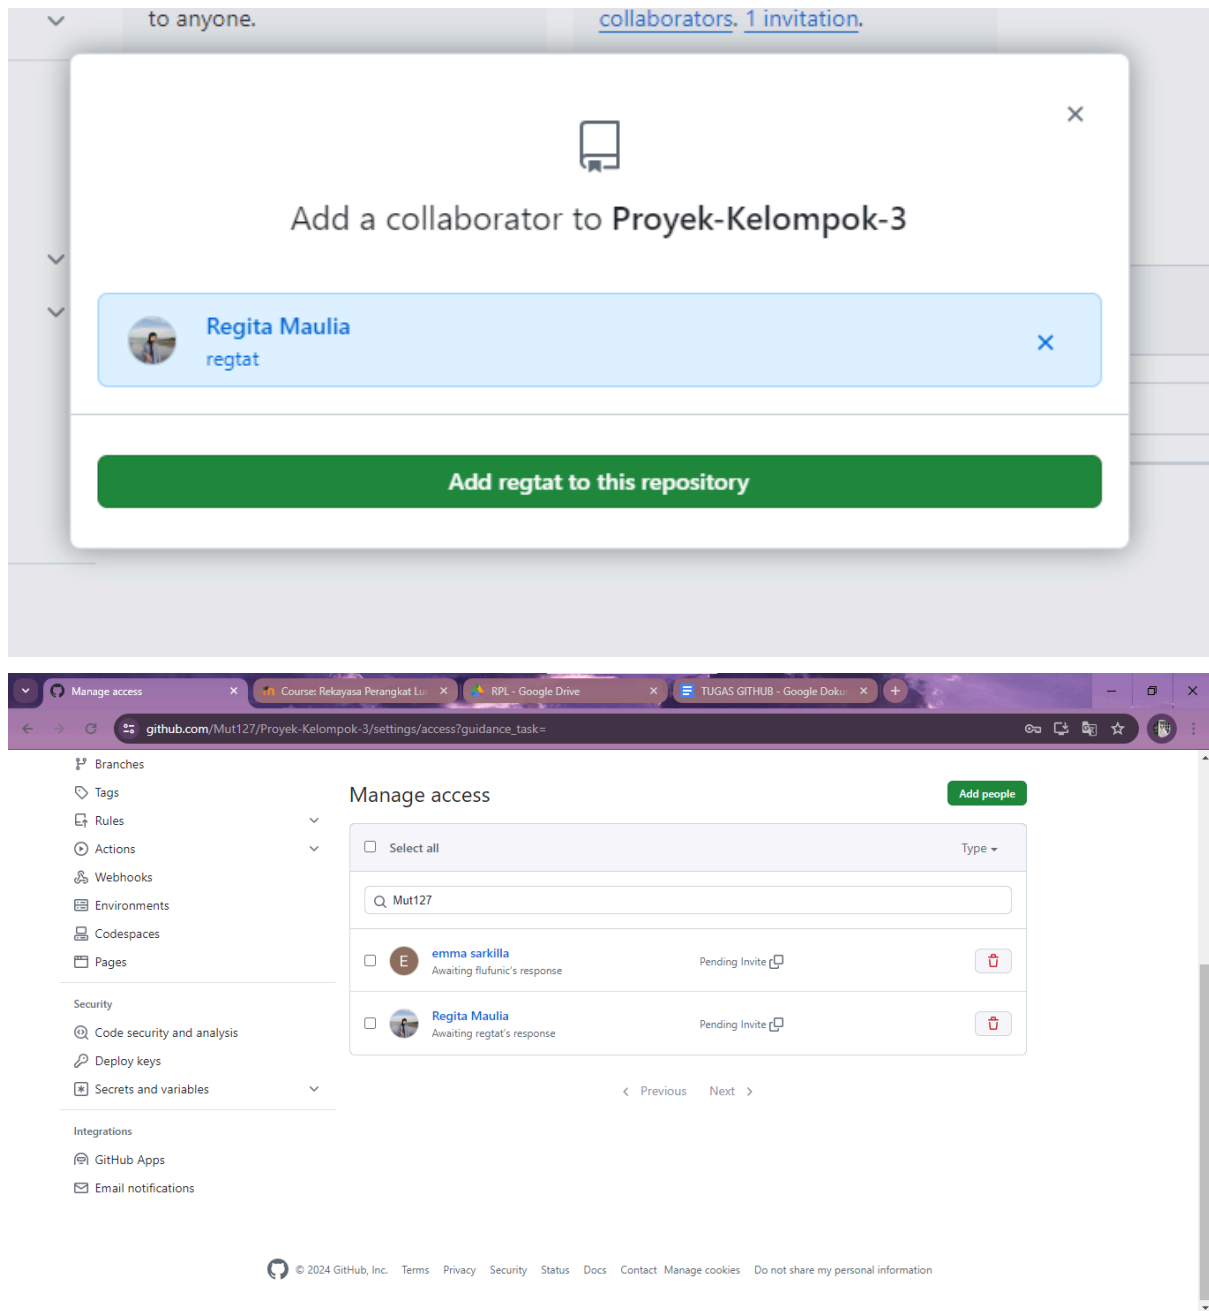 to anyone.
collaborators. 1 invitation.
Add a collaborator to Proyek-Kelompok-3
Regita Maulia
regtat
Add regtat to this repository
Manage access
Course: Rekayasa Perangkat Lu
RPL - Google Drive
TUGAS GITHUB - Google Doku
github.com/Mut127/Proyek-Kelompok-3/settings/access?guidance_task=
Branches
Tags
Rules
Actions
Webhooks
Environments
Codespaces
Pages
Security
Code security and analysis
Deploy keys
Secrets and variables
Integrations
GitHub Apps
Email notifications
Manage access
Add people
Select all
Type
Mut127
emma sarkilla
E
Awaiting flufunic's response
Pending Invite
Regita Maulia
Awaiting regtat's response
Pending Invite
Previous Next
© 2024 GitHub, Inc. Terms Privacy Security Status Docs Contact Manage cookies Do not share my personal information